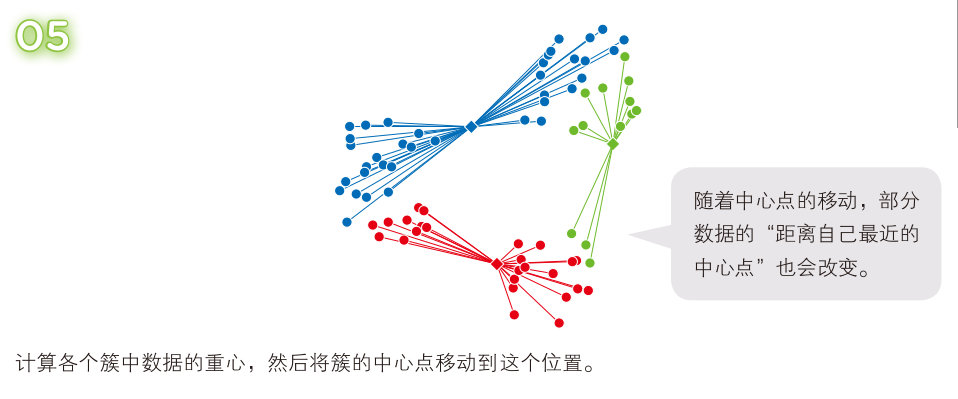 05
随着中心点的移动，部分
数据的“距离自己最近的
中心点”也会改变。
计算各个簇中数据的重心，然后将簇的中心点移动到这个位置。